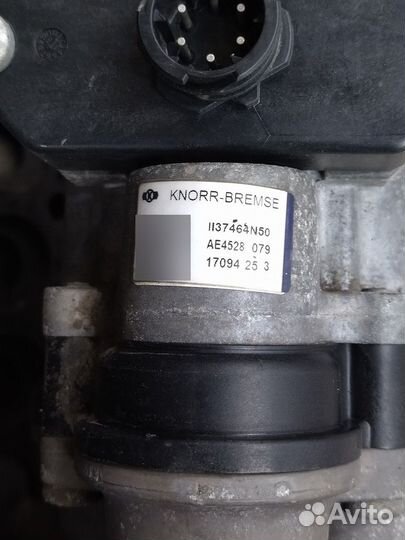 KNORR-BREMSE
II37464N50
AE4528 079
17094 25 3
Avito